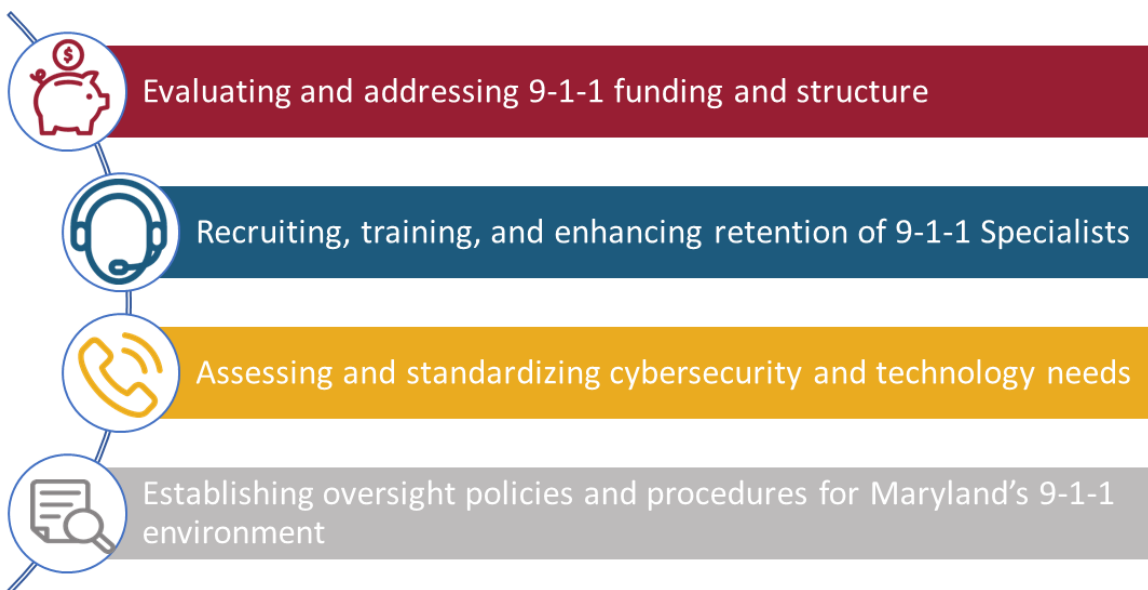 $
Evaluating and addressing 9-1-1 funding and structure
Recruiting, training, and enhancing retention of 9-1-1 Specialists
Assessing and standardizing cybersecurity and technology needs
Establishing oversight policies and procedures for Maryland’s 9-1-1
environment